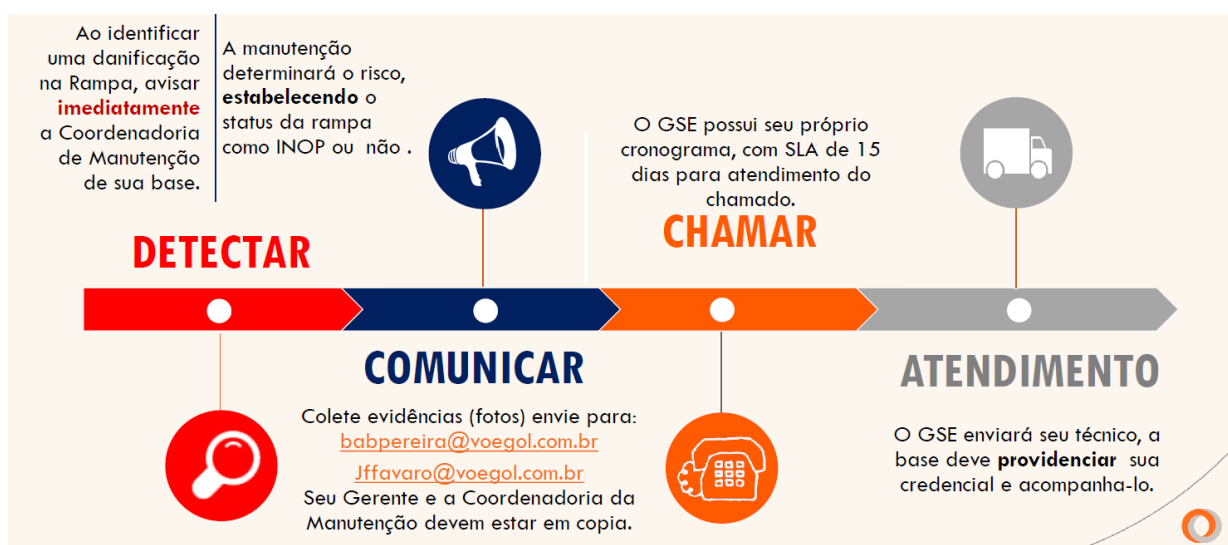 Ao identificar
uma danificação
na Rampa, avisar
imediatamente
a Coordenadoria
de Manutenção
de sua base.
A manutenção
determinará o risco,
estabelecendo o
status da rampa
como INOP ou não .
O GSE possui seu próprio
cronograma, com SLA de 15
dias para atendimento do
chamado.
DETECTAR
CHAMAR
COMUNICAR
Colete evidências (fotos) envie para:
babpereira@voegol.com.br
Jffavaro@voegol.com.br
Seu Gerente e a Coordenadoria da
Manutenção devem estar em copia.
ATENDIMENTO
O GSE enviará seu técnico, a
base deve providenciar sua
credencial e acompanha-lo.